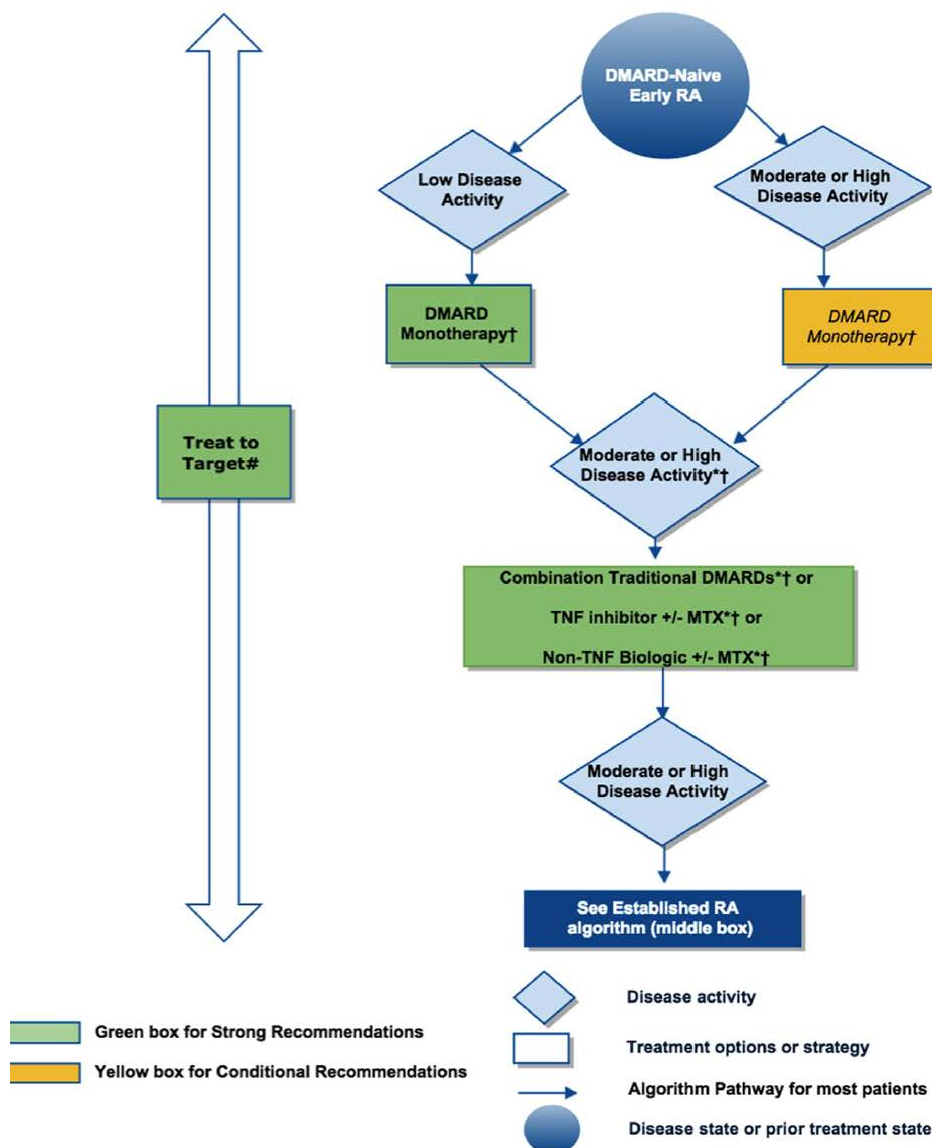 DMARD-Naive
Early RA
Low Disease
Activity
Moderate or High
Disease Activity
DMARD
Monotherapy†
DMARD
Monotherapy†
Treat to
Target#
Moderate or High
Disease Activity*†
Combination Traditional DMARDs*† or
TNF inhibitor +/- MTX*† or
Non-TNF Biologic +/- MTX*†
Moderate or High
Disease Activity
See Established RA
algorithm (middle box)
Green box for Strong Recommendations
Yellow box for Conditional Recommendations
Disease activity
Treatment options or strategy
Algorithm Pathway for most patients
Disease state or prior treatment state